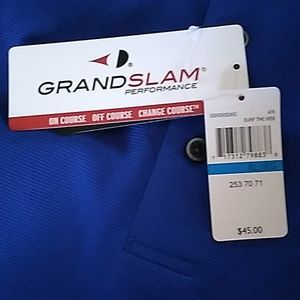 GRANDSLAM®
PERFORMANCE
ON COURSE OFF COURSE CHANGE COURSE™
SURF THE WEB
253 70 71
$45.00